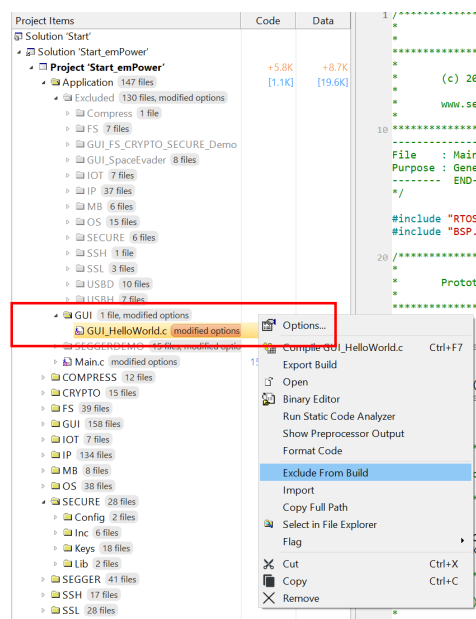 Project Items Code Data
Solution 'Start'
Solution 'Start_emPower'
Project 'Start_emPower' +5.8K +8.7K
Application 147 files [1.1K] [19.6K]
Excluded 130 files, modified options
Compress 1 file
FS 7 files
GUI_FS_CRYPTO_SECURE_Demo
GUI_SpaceEvader 8 files
IOT 7 files
IP 37 files
MB 6 files
OS 15 files
SECURE 6 files
SSH 1 file
SSL 3 files
USBD 10 files
USBH 7 files
GUI 1 file, modified options
GUI_HelloWorld.c modified options
SEGGERDEMO 15 files, modified optio
Main.c modified options 15
COMPRESS 12 files
CRYPTO 15 files
FS 39 files
GUI 158 files
IOT 7 files
IP 134 files
MB 8 files
OS 38 files
SECURE 28 files
Config 2 files
Inc 6 files
Keys 18 files
Lib 2 files
SEGGER 41 files
SSH 17 files
SSL 28 files
1 /**********************
*
*
**********************
*
* (c) 20
*
* www.se
*
10 **********************
----------------------
File : Main
Purpose : Gene
-------- END-
*/
#include "RTOS
#include "BSP.
20 /**********************
*
* Protot
*
**********************
Options...
Compile GUI_HelloWorld.c Ctrl+F7
Export Build
Open
Binary Editor
Run Static Code Analyzer
Show Preprocessor Output
Format Code
Exclude From Build
Import
Copy Full Path
Select in File Explorer
Flag
Cut Ctrl+X
Copy Ctrl+C
Remove
*